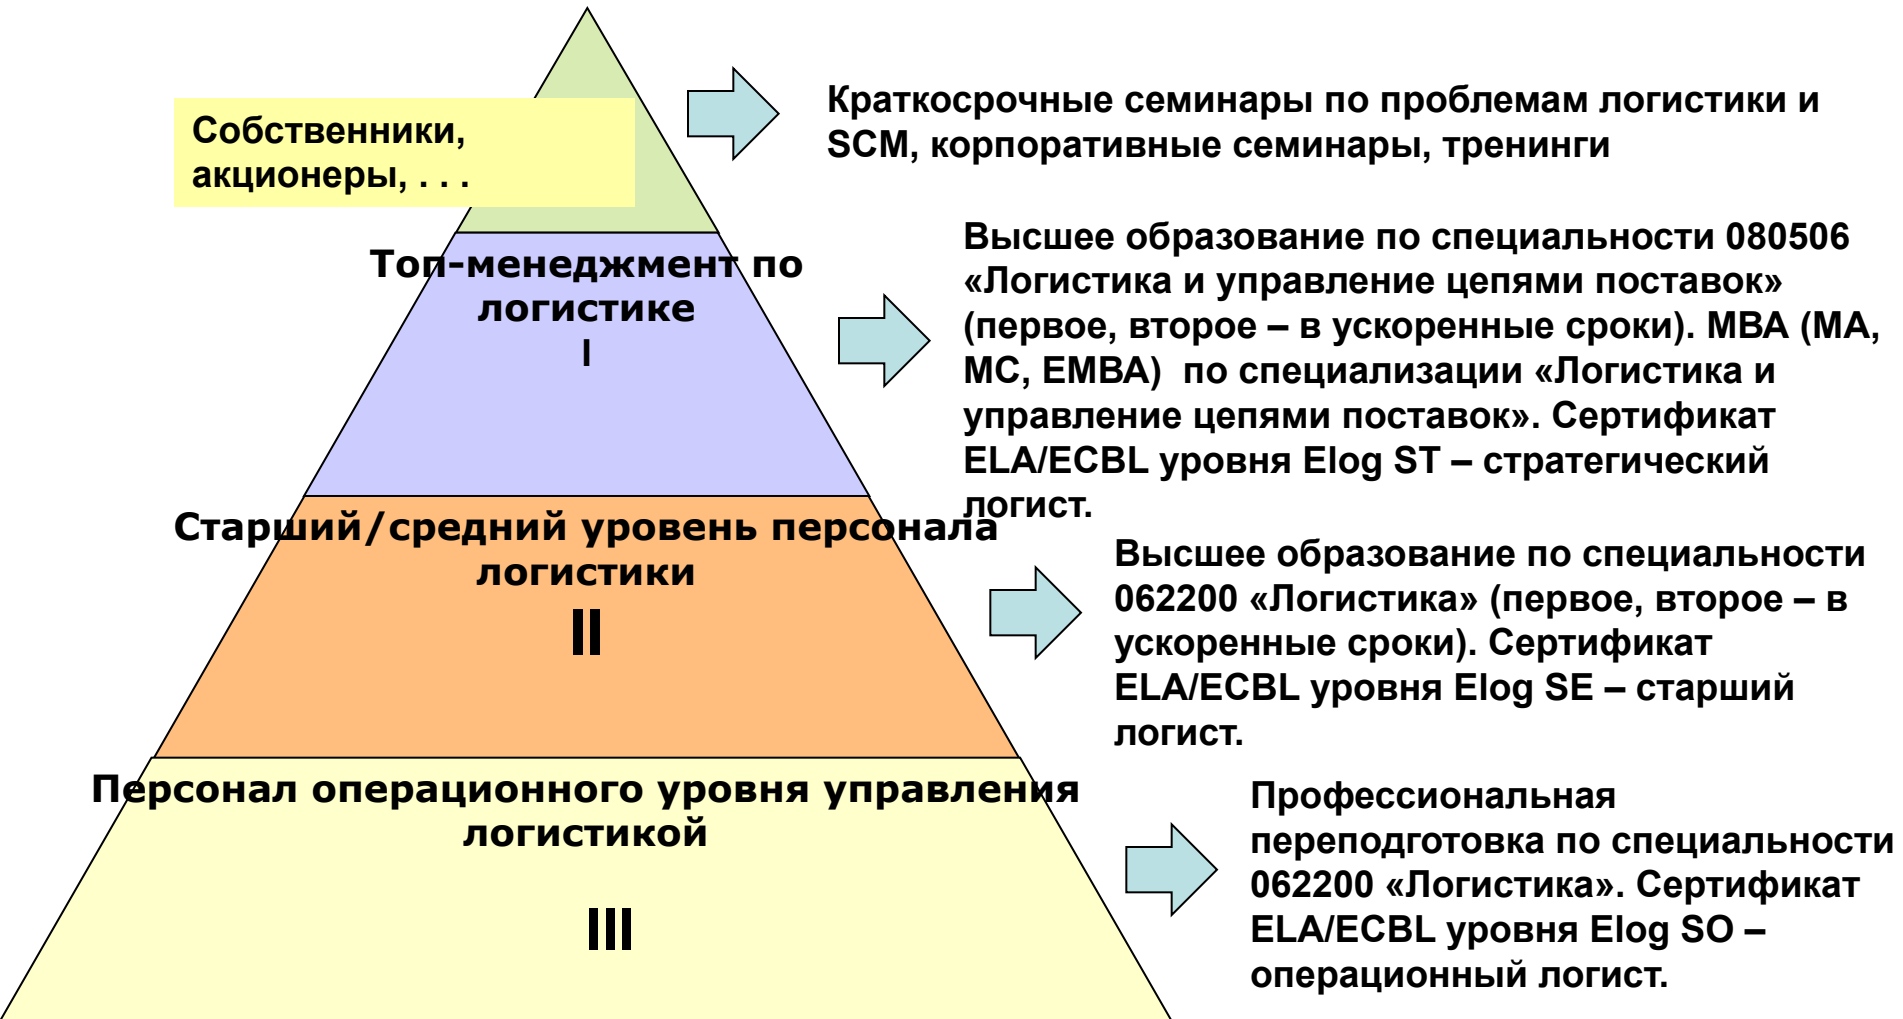 Собственники,
акционеры, . . .
Краткосрочные семинары по проблемам логистики и
SCM, корпоративные семинары, тренинги
Топ-менеджмент по
логистике
I
Высшее образование по специальности 080506
«Логистика и управление цепями поставок»
(первое, второе – в ускоренные сроки). МВА (МА,
МС, ЕМВА)  по специализации «Логистика и
управление цепями поставок». Сертификат
ELA/ECBL уровня Elog ST – стратегический
логист.
Старший/средний уровень персонала
логистики
II
Высшее образование по специальности
062200 «Логистика» (первое, второе – в
ускоренные сроки). Сертификат
ELA/ECBL уровня Elog SE – старший
логист.
Персонал операционного уровня управления
логистикой
III
Профессиональная
переподготовка по специальности
062200 «Логистика». Сертификат
ELA/ECBL уровня Elog SO –
операционный логист.